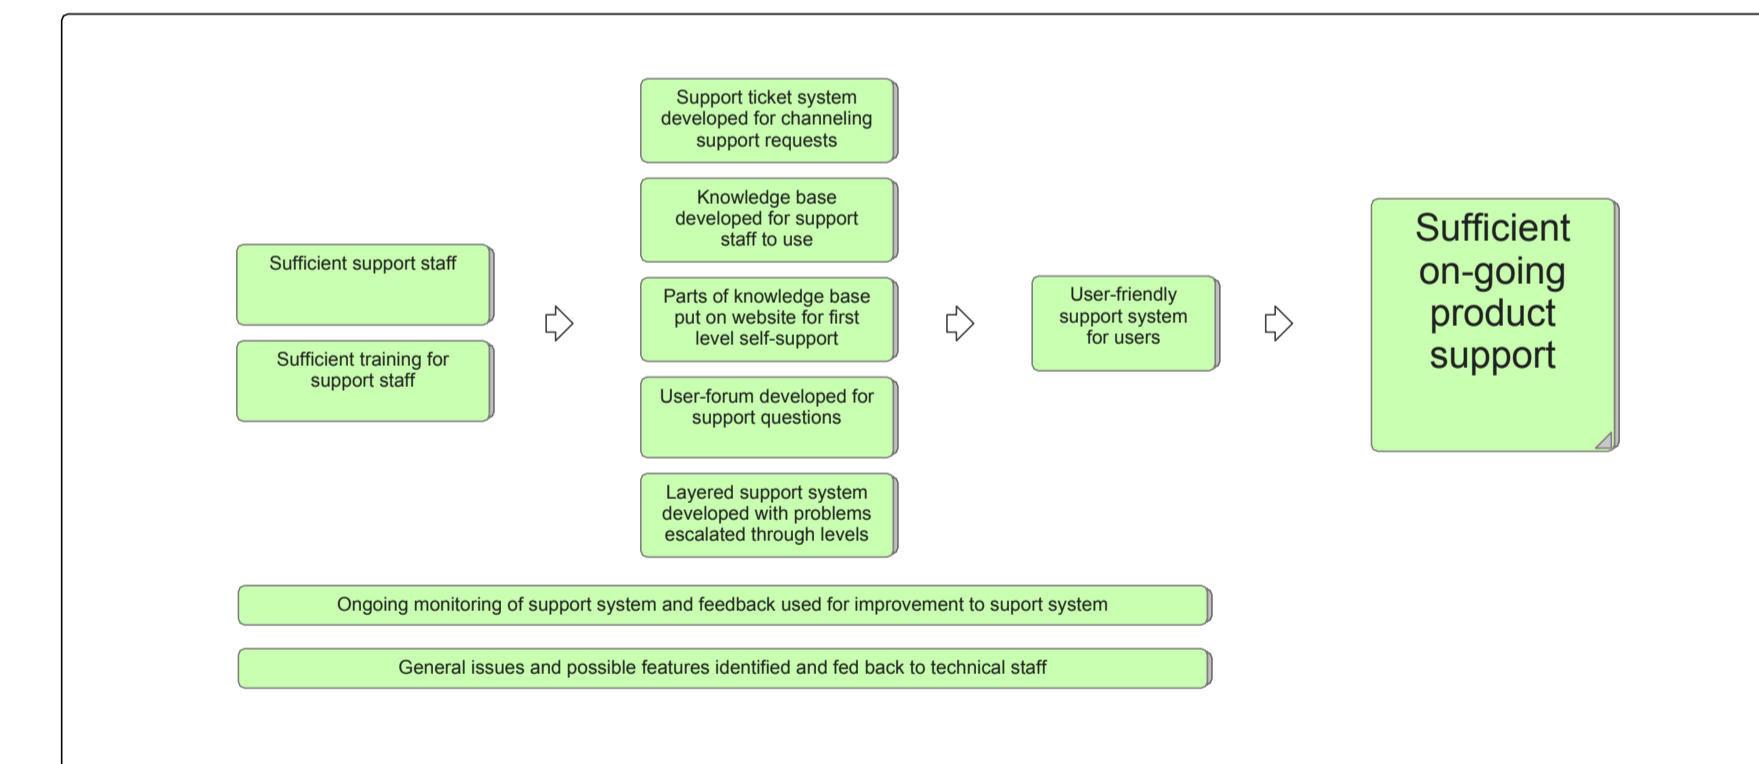 Sufficient support staff
Sufficient training for
support staff
Support ticket system
developed for channeling
support requests
Knowledge base
developed for support
staff to use
Parts of knowledge base
put on website for first
level self-support
User-forum developed for
support questions
Layered support system
developed with problems
escalated through levels
User-friendly
support system
for users
Sufficient
on-going
product
support
Ongoing monitoring of support system and feedback used for improvement to suport system
General issues and possible features identified and fed back to technical staff